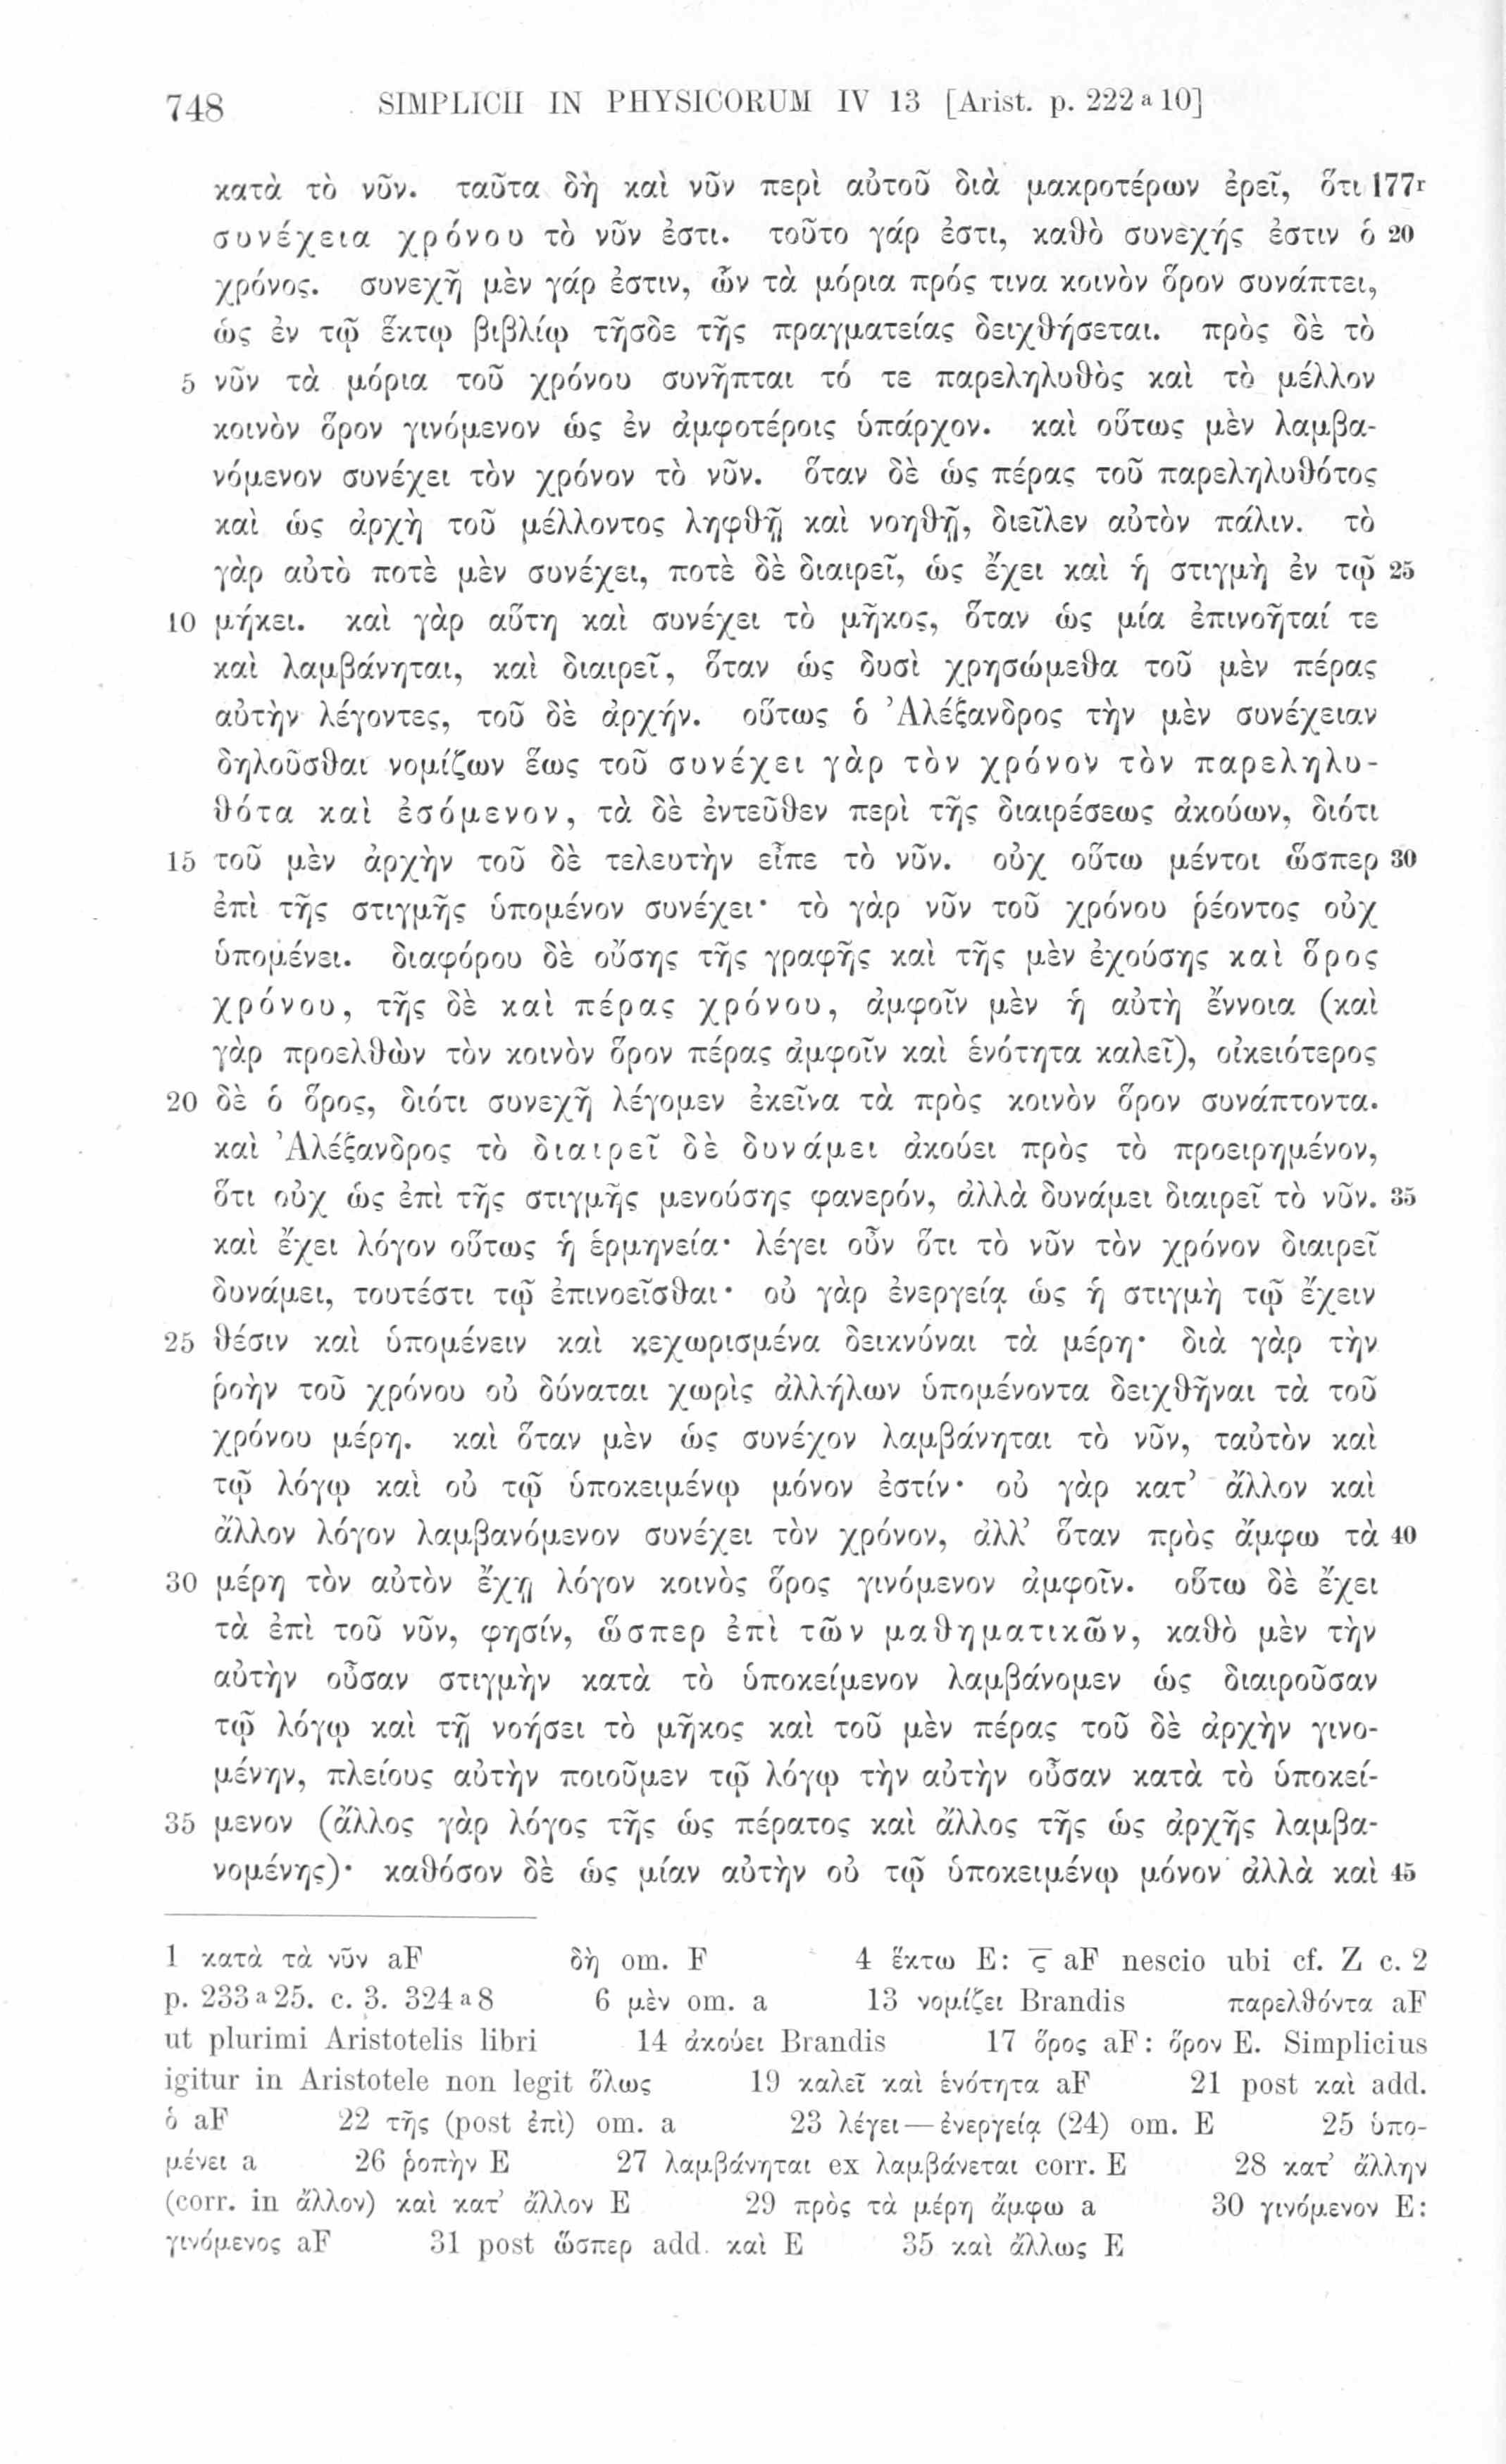 748 SIMPLICII IN PHYSICORUM IV 13 [Arist. p. 222 a 10]
κατὰ τὸ νῦν. ταῦτα δὴ καὶ νῦν περὶ αὐτοῦ διὰ μακροτέρων ἐρεῖ, ὅτι 177r
συνέχεια χρόνου τὸ νῦν ἐστι. τοῦτο γάρ ἐστι, καθὸ συνεχής ἐστιν ὁ 20
χρόνος. συνεχῆ μὲν γάρ ἐστιν, ὧν τὰ μόρια πρός τινα κοινὸν ὅρον συνάπτει,
ὡς ἐν τῷ ἕκτῳ βιβλίῳ τῆσδε τῆς πραγματείας δειχθήσεται. πρὸς δὲ τὸ
5 νῦν τὰ μόρια τοῦ χρόνου συνῆπται τό τε παρεληλυθὸς καὶ τὸ μέλλον
κοινὸν ὅρον γινόμενον ὡς ἐν ἀμφοτέροις ὑπάρχον. καὶ οὕτως μὲν λαμβα-
νόμενον συνέχει τὸν χρόνον τὸ νῦν. ὅταν δὲ ὡς πέρας τοῦ παρεληλυθότος
καὶ ὡς ἀρχὴ τοῦ μέλλοντος ληφθῇ καὶ νοηθῇ, διεῖλεν αὐτὸν πάλιν. τὸ
γὰρ αὐτὸ ποτὲ μὲν συνέχει, ποτὲ δὲ διαιρεῖ, ὡς ἔχει καὶ ἡ στιγμὴ ἐν τῷ 25
10 μήκει. καὶ γὰρ αὕτη καὶ συνέχει τὸ μῆκος, ὅταν ὡς μία ἐπινοῆταί τε
καὶ λαμβάνηται, καὶ διαιρεῖ, ὅταν ὡς δυσὶ χρησώμεθα τοῦ μὲν πέρας
αὐτὴν λέγοντες, τοῦ δὲ ἀρχήν. οὕτως ὁ Ἀλέξανδρος τὴν μὲν συνέχειαν
δηλοῦσθαι νομίζων ἕως τοῦ συνέχει γὰρ τὸν χρόνον τὸν παρεληλυ-
θότα καὶ ἐσόμενον, τὰ δὲ ἐντεῦθεν περὶ τῆς διαιρέσεως ἀκούων, διότι
15 τοῦ μὲν ἀρχὴν τοῦ δὲ τελευτὴν εἶπε τὸ νῦν. οὐχ οὕτω μέντοι ὥσπερ 30
ἐπὶ τῆς στιγμῆς ὑπομένον συνέχει· τὸ γὰρ νῦν τοῦ χρόνου ῥέοντος οὐχ
ὑπομένει. διαφόρου δὲ οὔσης τῆς γραφῆς καὶ τῆς μὲν ἐχούσης καὶ ὅρος
χρόνου, τῆς δὲ καὶ πέρας χρόνου, ἀμφοῖν μὲν ἡ αὐτὴ ἔννοια (καὶ
γὰρ προελθὼν τὸν κοινὸν ὅρον πέρας ἀμφοῖν καὶ ἑνότητα καλεῖ), οἰκειότερος
20 δὲ ὁ ὅρος, διότι συνεχῆ λέγομεν ἐκεῖνα τὰ πρὸς κοινὸν ὅρον συνάπτοντα.
καὶ Ἀλέξανδρος τὸ διαιρεῖ δὲ δυνάμει ἀκούει πρὸς τὸ προειρημένον,
ὅτι οὐχ ὡς ἐπὶ τῆς στιγμῆς μενούσης φανερόν, ἀλλὰ δυνάμει διαιρεῖ τὸ νῦν. 35
καὶ ἔχει λόγον οὕτως ἡ ἑρμηνεία· λέγει οὖν ὅτι τὸ νῦν τὸν χρόνον διαιρεῖ
δυνάμει, τουτέστι τῷ ἐπινοεῖσθαι· οὐ γὰρ ἐνεργείᾳ ὡς ἡ στιγμὴ τῷ ἔχειν
25 θέσιν καὶ ὑπομένειν καὶ κεχωρισμένα δεικνύναι τὰ μέρη· διὰ γὰρ τὴν
ῥοὴν τοῦ χρόνου οὐ δύναται χωρὶς ἀλλήλων ὑπομένοντα δειχθῆναι τὰ τοῦ
χρόνου μέρη. καὶ ὅταν μὲν ὡς συνέχον λαμβάνηται τὸ νῦν, ταὐτὸν καὶ
τῷ λόγῳ καὶ οὐ τῷ ὑποκειμένῳ μόνον ἐστίν· οὐ γὰρ κατ’ ἄλλον καὶ
ἄλλον λόγον λαμβανόμενον συνέχει τὸν χρόνον, ἀλλ’ ὅταν πρὸς ἄμφω τὰ 40
30 μέρη τὸν αὐτὸν ἔχῃ λόγον κοινὸς ὅρος γινόμενον ἀμφοῖν. οὕτω δὲ ἔχει
τὰ ἐπὶ τοῦ νῦν, φησίν, ὥσπερ ἐπὶ τῶν μαθηματικῶν, καθὸ μὲν τὴν
αὐτὴν οὖσαν στιγμὴν κατὰ τὸ ὑποκείμενον λαμβάνομεν ὡς διαιροῦσαν
τῷ λόγῳ καὶ τῇ νοήσει τὸ μῆκος καὶ τοῦ μὲν πέρας τοῦ δὲ ἀρχὴν γινο-
μένην, πλείους αὐτὴν ποιοῦμεν τῷ λόγῳ τὴν αὐτὴν οὖσαν κατὰ τὸ ὑποκεί-
35 μενον (ἄλλος γὰρ λόγος τῆς ὡς πέρατος καὶ ἄλλος τῆς ὡς ἀρχῆς λαμβα-
νομένης)· καθόσον δὲ ὡς μίαν αὐτὴν οὐ τῷ ὑποκειμένῳ μόνον ἀλλὰ καὶ 45
1 κατὰ τὰ νῦν aF δὴ om. F 4 ἕκτω E: ς aF nescio ubi cf. Z c. 2
p. 233 a 25. c. 3. 324 a 8 6 μὲν om. a 13 νομίζει Brandis παρελθόντα aF
ut plurimi Aristotelis libri 14 ἀκούει Brandis 17 ὅρος aF: ὅρον E. Simplicius
igitur in Aristotele non legit ὅλως 19 καλεῖ καὶ ἑνότητα aF 21 post καὶ add.
ὁ aF 22 τῆς (post ἐπὶ) om. a 23 λέγει—ἐνεργείᾳ (24) om. E 25 ὑπο-
μένει a 26 ῥοπὴν E 27 λαμβάνηται ex λαμβάνεται corr. E 28 κατ’ ἄλλην
(corr. in ἄλλον) καὶ κατ’ ἄλλον E 29 πρὸς τὰ μέρη ἄμφω a 30 γινόμενον E:
γινόμενος aF 31 post ὥσπερ add. καὶ E 35 καὶ ἄλλως E